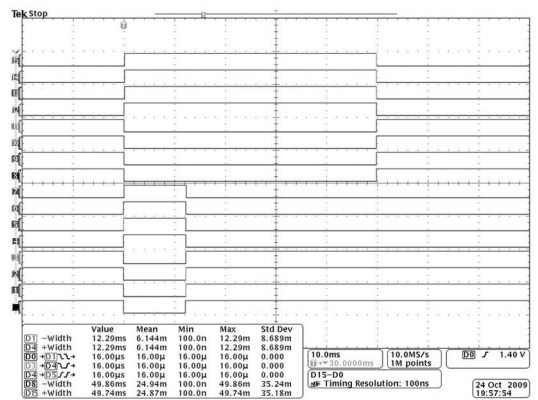 Tek Stop
Value Mean Min Max Std Dev
D1 −Width 12.29ms 6.144m 100.0n 12.29m 8.689m
D4 +Width 12.29ms 6.144m 100.0n 12.29m 8.689m
D0 → D1 16.00μs 16.00μ 16.00μ 16.00μ 0.000
D3 → D4 16.00μs 16.00μ 16.00μ 16.00μ 0.000
D4 → D5 16.00μs 16.00μ 16.00μ 16.00μ 0.000
D8 −Width 49.86ms 24.94m 100.0n 49.86m 35.24m
D15 +Width 49.74ms 24.87m 100.0n 49.74m 35.18m
10.0ms 10.0MS/s D0 1.40 V
30.0000ms 1M points
D15-D0
Timing Resolution: 100ns
24 Oct 2009
19:57:54